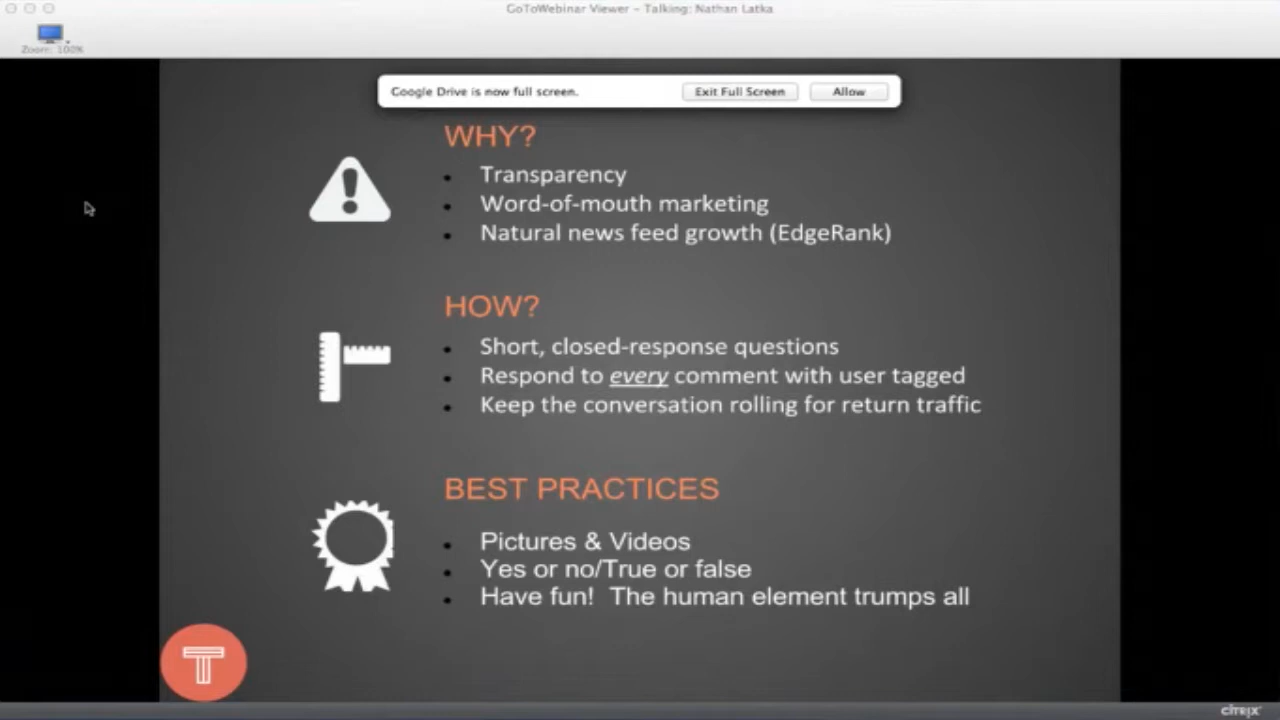 GoToWebinar Viewer – Talking: Nathan Latka
Zoom: 100%
Google Drive is now full screen.
Exit Full Screen
Allow
WHY?
Transparency
Word-of-mouth marketing
Natural news feed growth (EdgeRank)
HOW?
Short, closed-response questions
Respond to every comment with user tagged
Keep the conversation rolling for return traffic
BEST PRACTICES
Pictures & Videos
Yes or no/True or false
Have fun!  The human element trumps all
T
CITRIX